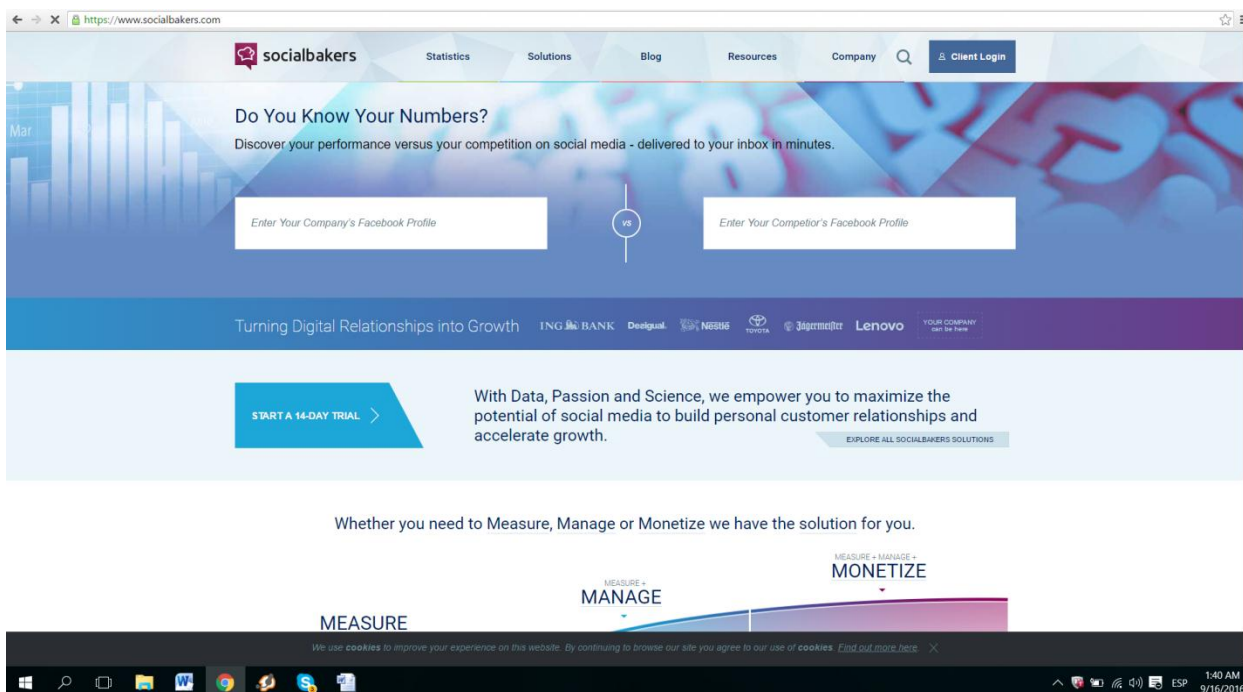 https://www.socialbakers.com
socialbakers
Statistics
Solutions
Blog
Resources
Company
Client Login
Mar
Do You Know Your Numbers?
Discover your performance versus your competition on social media - delivered to your inbox in minutes.
Enter Your Company's Facebook Profile
vs
Enter Your Competior's Facebook Profile
Turning Digital Relationships into Growth
ING BANK
Desigual.
Nestlé
TOYOTA
Jägermeister
Lenovo
YOUR COMPANY
can be here
START A 14-DAY TRIAL
With Data, Passion and Science, we empower you to maximize the
potential of social media to build personal customer relationships and
accelerate growth.
EXPLORE ALL SOCIALBAKERS SOLUTIONS
Whether you need to Measure, Manage or Monetize we have the solution for you.
MEASURE + MANAGE +
MONETIZE
MEASURE +
MANAGE
MEASURE
We use cookies to improve your experience on this website. By continuing to browse our site you agree to our use of cookies. Find out more here.
ESP
1:40 AM
9/16/2016